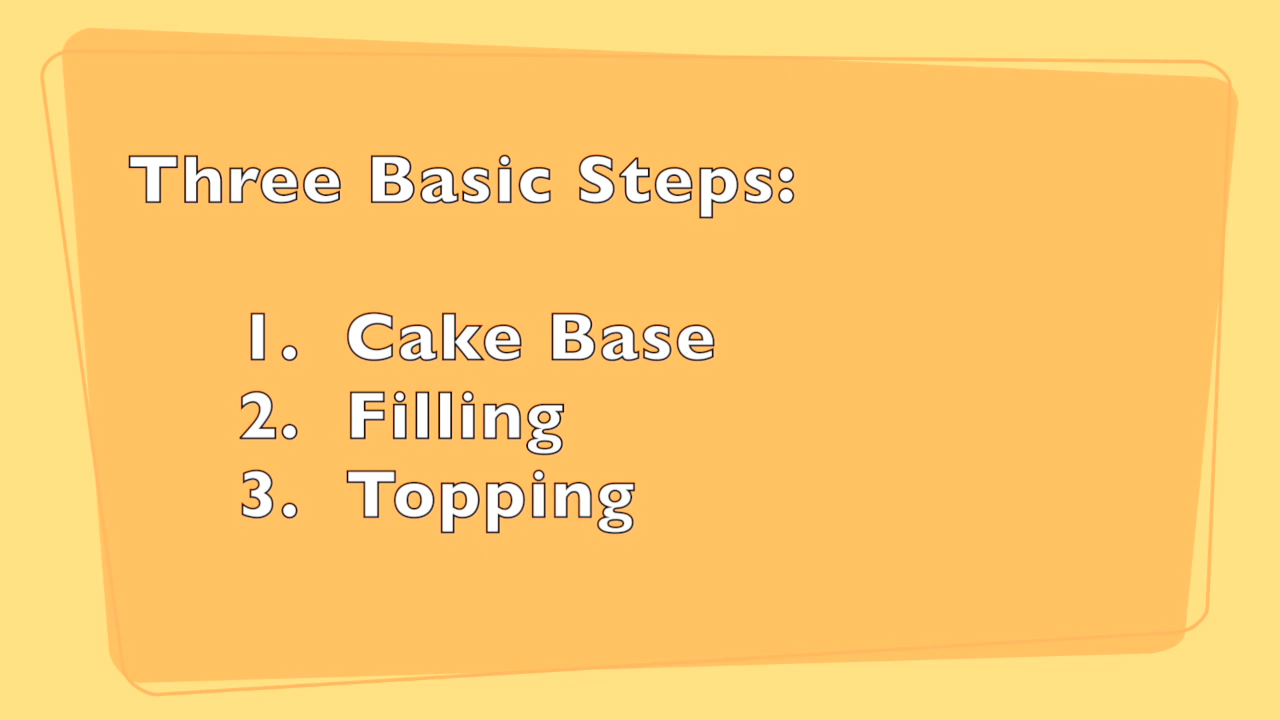 Three Basic Steps:
1. Cake Base
2. Filling
3. Topping